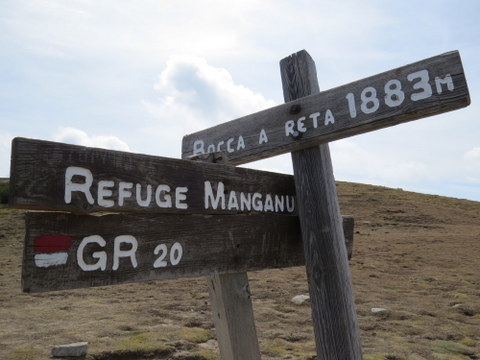 BOCCA A RETA 1883M
REFUGE MANGANU
GR 20